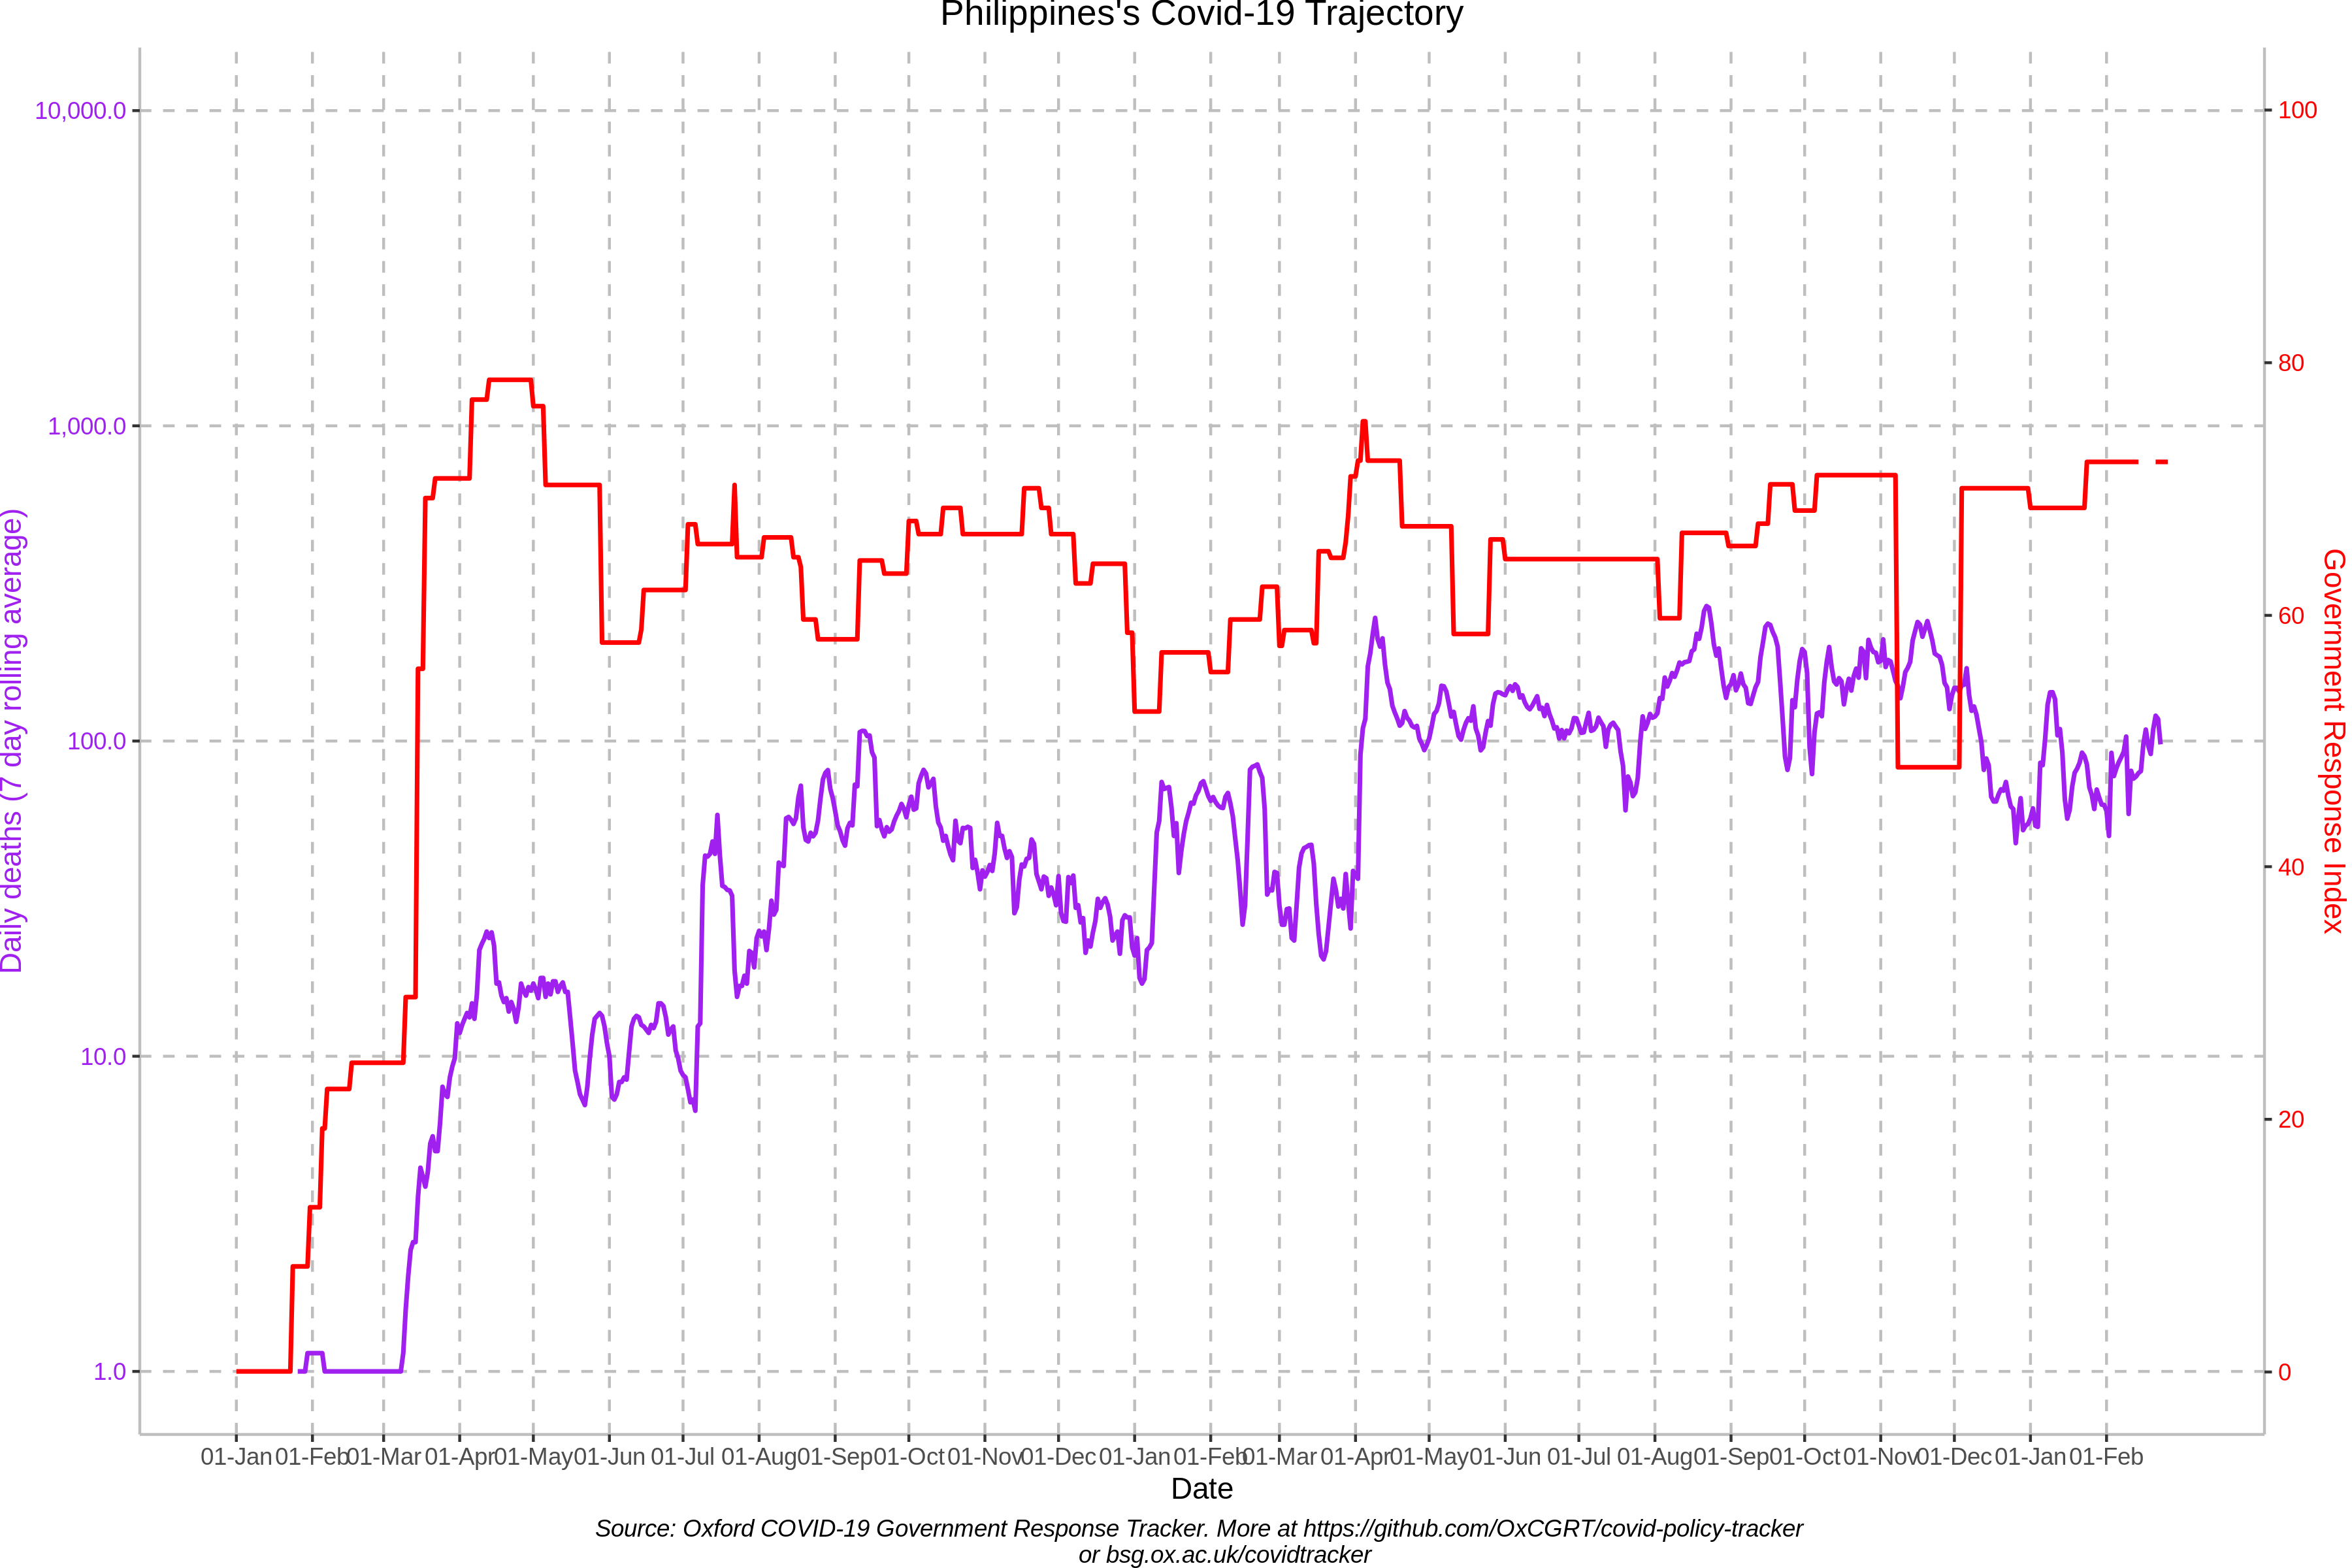 Philippines's Covid-19 Trajectory
10,000.0
1,000.0
100.0
10.0
1.0
Daily deaths (7 day rolling average)
100
80
60
40
20
0
Government Response Index
01-Jan 01-Feb 01-Mar 01-Apr 01-May 01-Jun 01-Jul 01-Aug 01-Sep 01-Oct 01-Nov 01-Dec 01-Jan 01-Feb 01-Mar 01-Apr 01-May 01-Jun 01-Jul 01-Aug 01-Sep 01-Oct 01-Nov 01-Dec 01-Jan 01-Feb
Date
Source: Oxford COVID-19 Government Response Tracker. More at https://github.com/OxCGRT/covid-policy-tracker
or bsg.ox.ac.uk/covidtracker